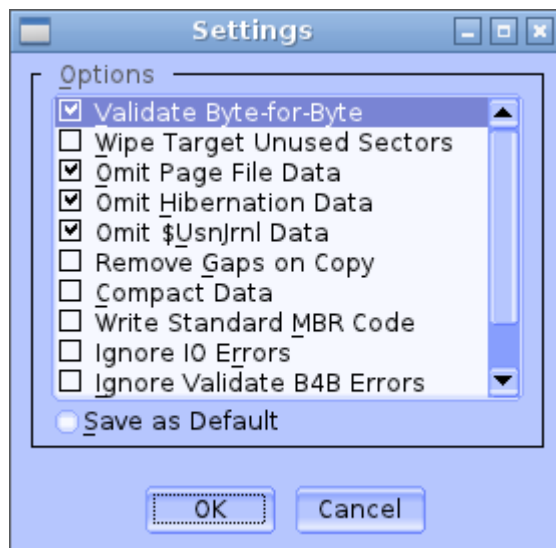 Settings
Options
Validate Byte-for-Byte
Wipe Target Unused Sectors
Omit Page File Data
Omit Hibernation Data
Omit $UsnJrnl Data
Remove Gaps on Copy
Compact Data
Write Standard MBR Code
Ignore IO Errors
Ignore Validate B4B Errors
Save as Default
OK Cancel